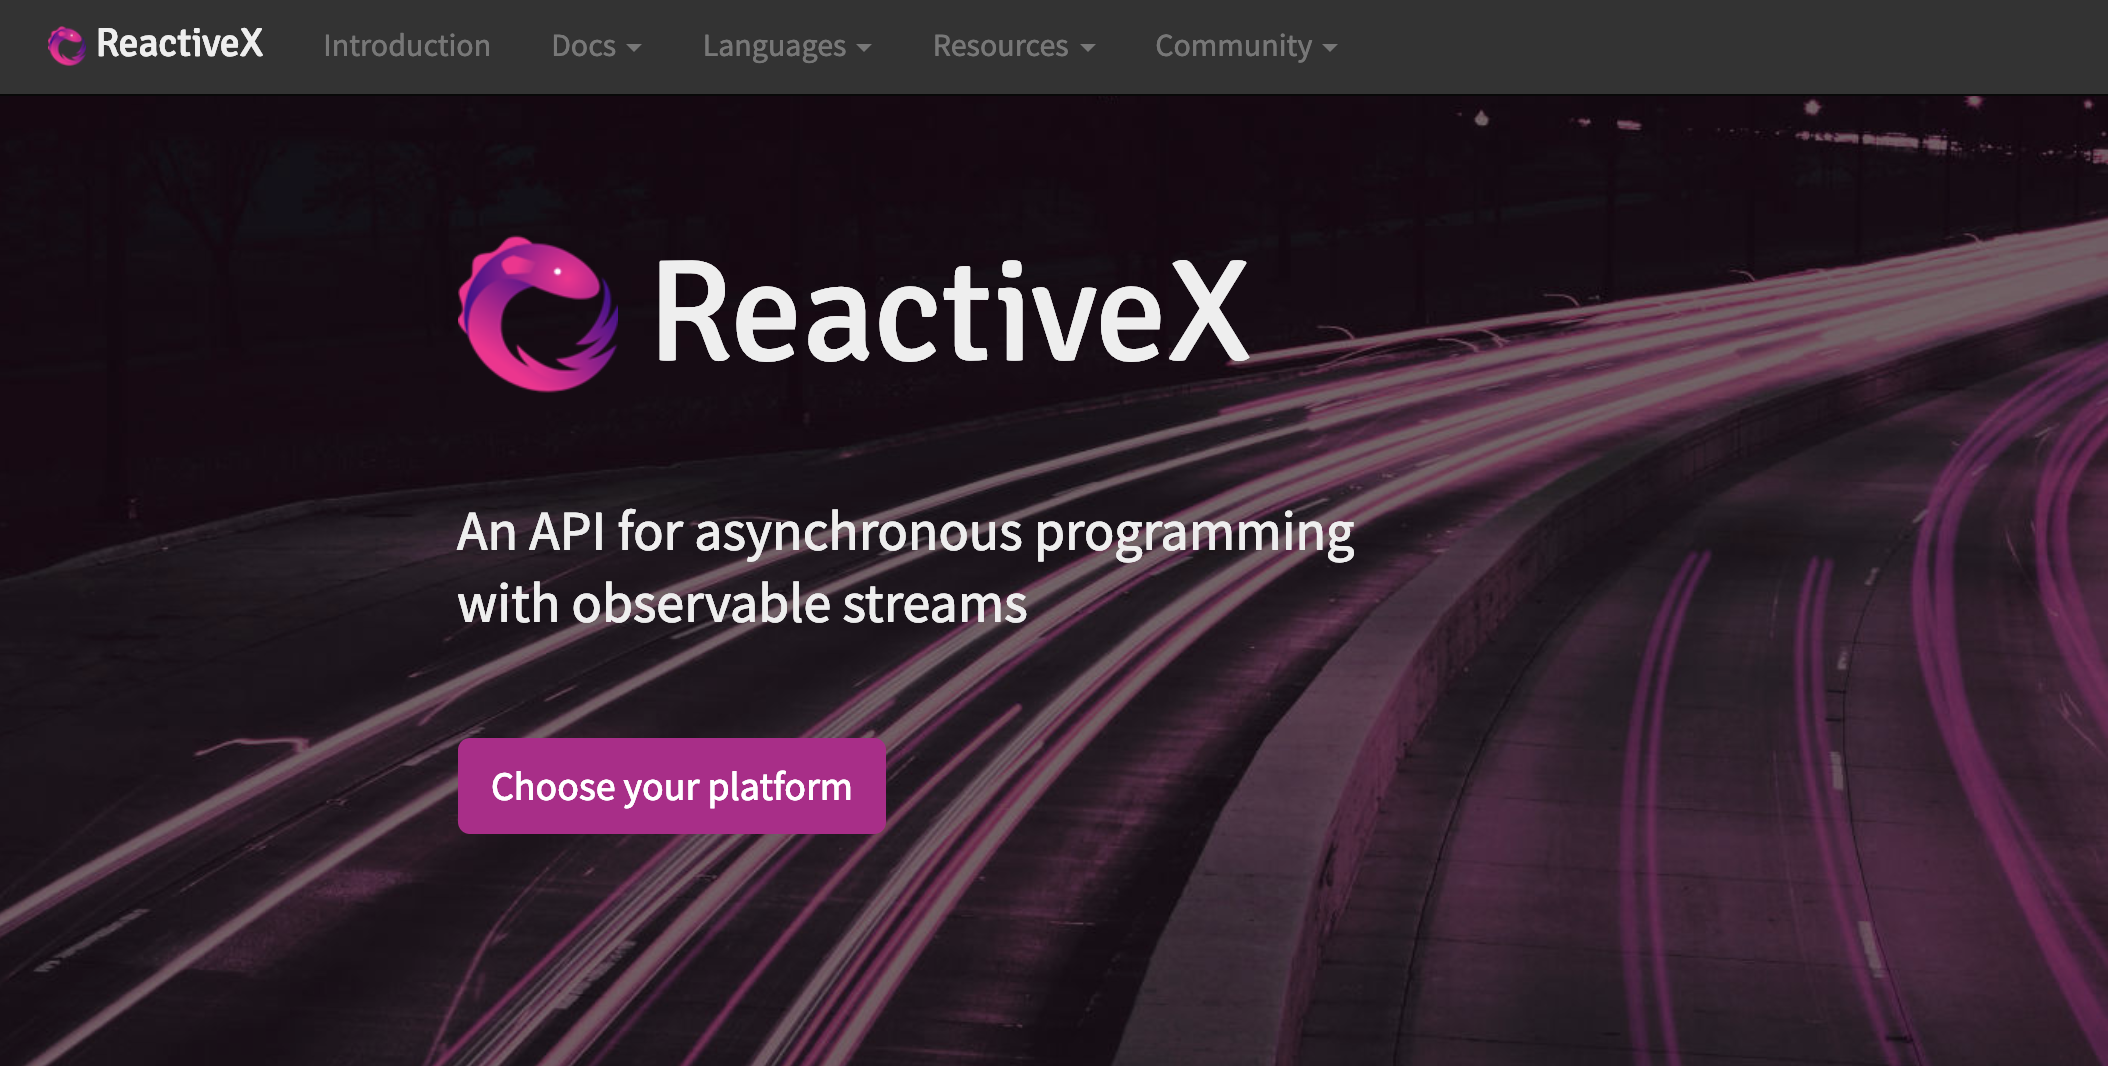 ReactiveX Introduction Docs Languages Resources Community
ReactiveX
An API for asynchronous programming
with observable streams
Choose your platform